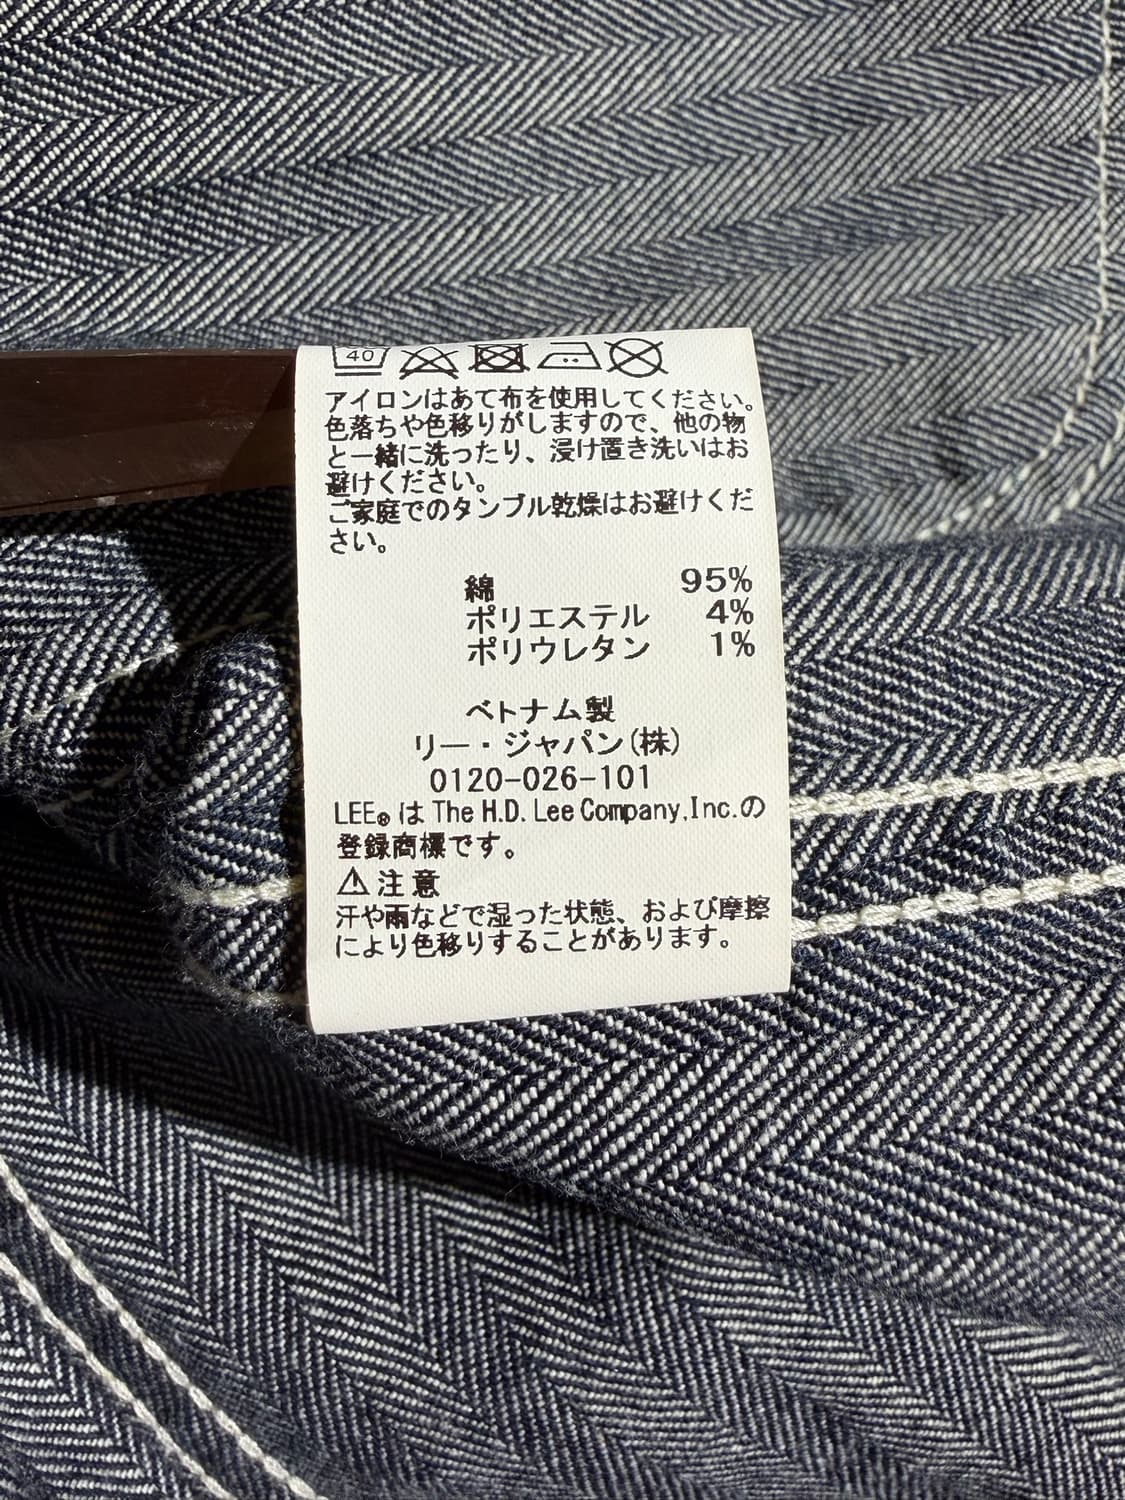 40
アイロンはあて布を使用してください。
色落ちや色移りがしますので、他の物
と一緒に洗ったり、浸け置き洗いはお
避けください。
ご家庭でのタンブル乾燥はお避けくだ
さい。
綿 95%
ポリエステル 4%
ポリウレタン 1%
ベトナム製
リー・ジャパン(株)
0120-026-101
LEE® は The H.D. Lee Company, Inc.の
登録商標です。
⚠注意
汗や雨などで湿った状態、および摩擦
により色移りすることがあります。